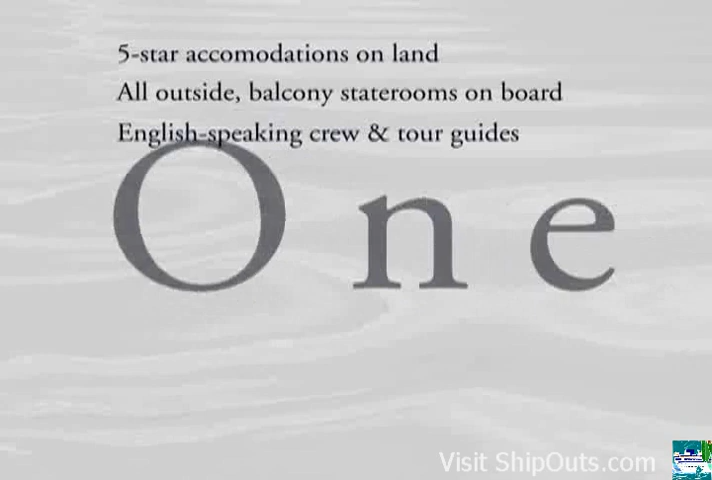 5-star accomodations on land
All outside, balcony staterooms on board
English-speaking crew & tour guides
One
Visit ShipOuts.com